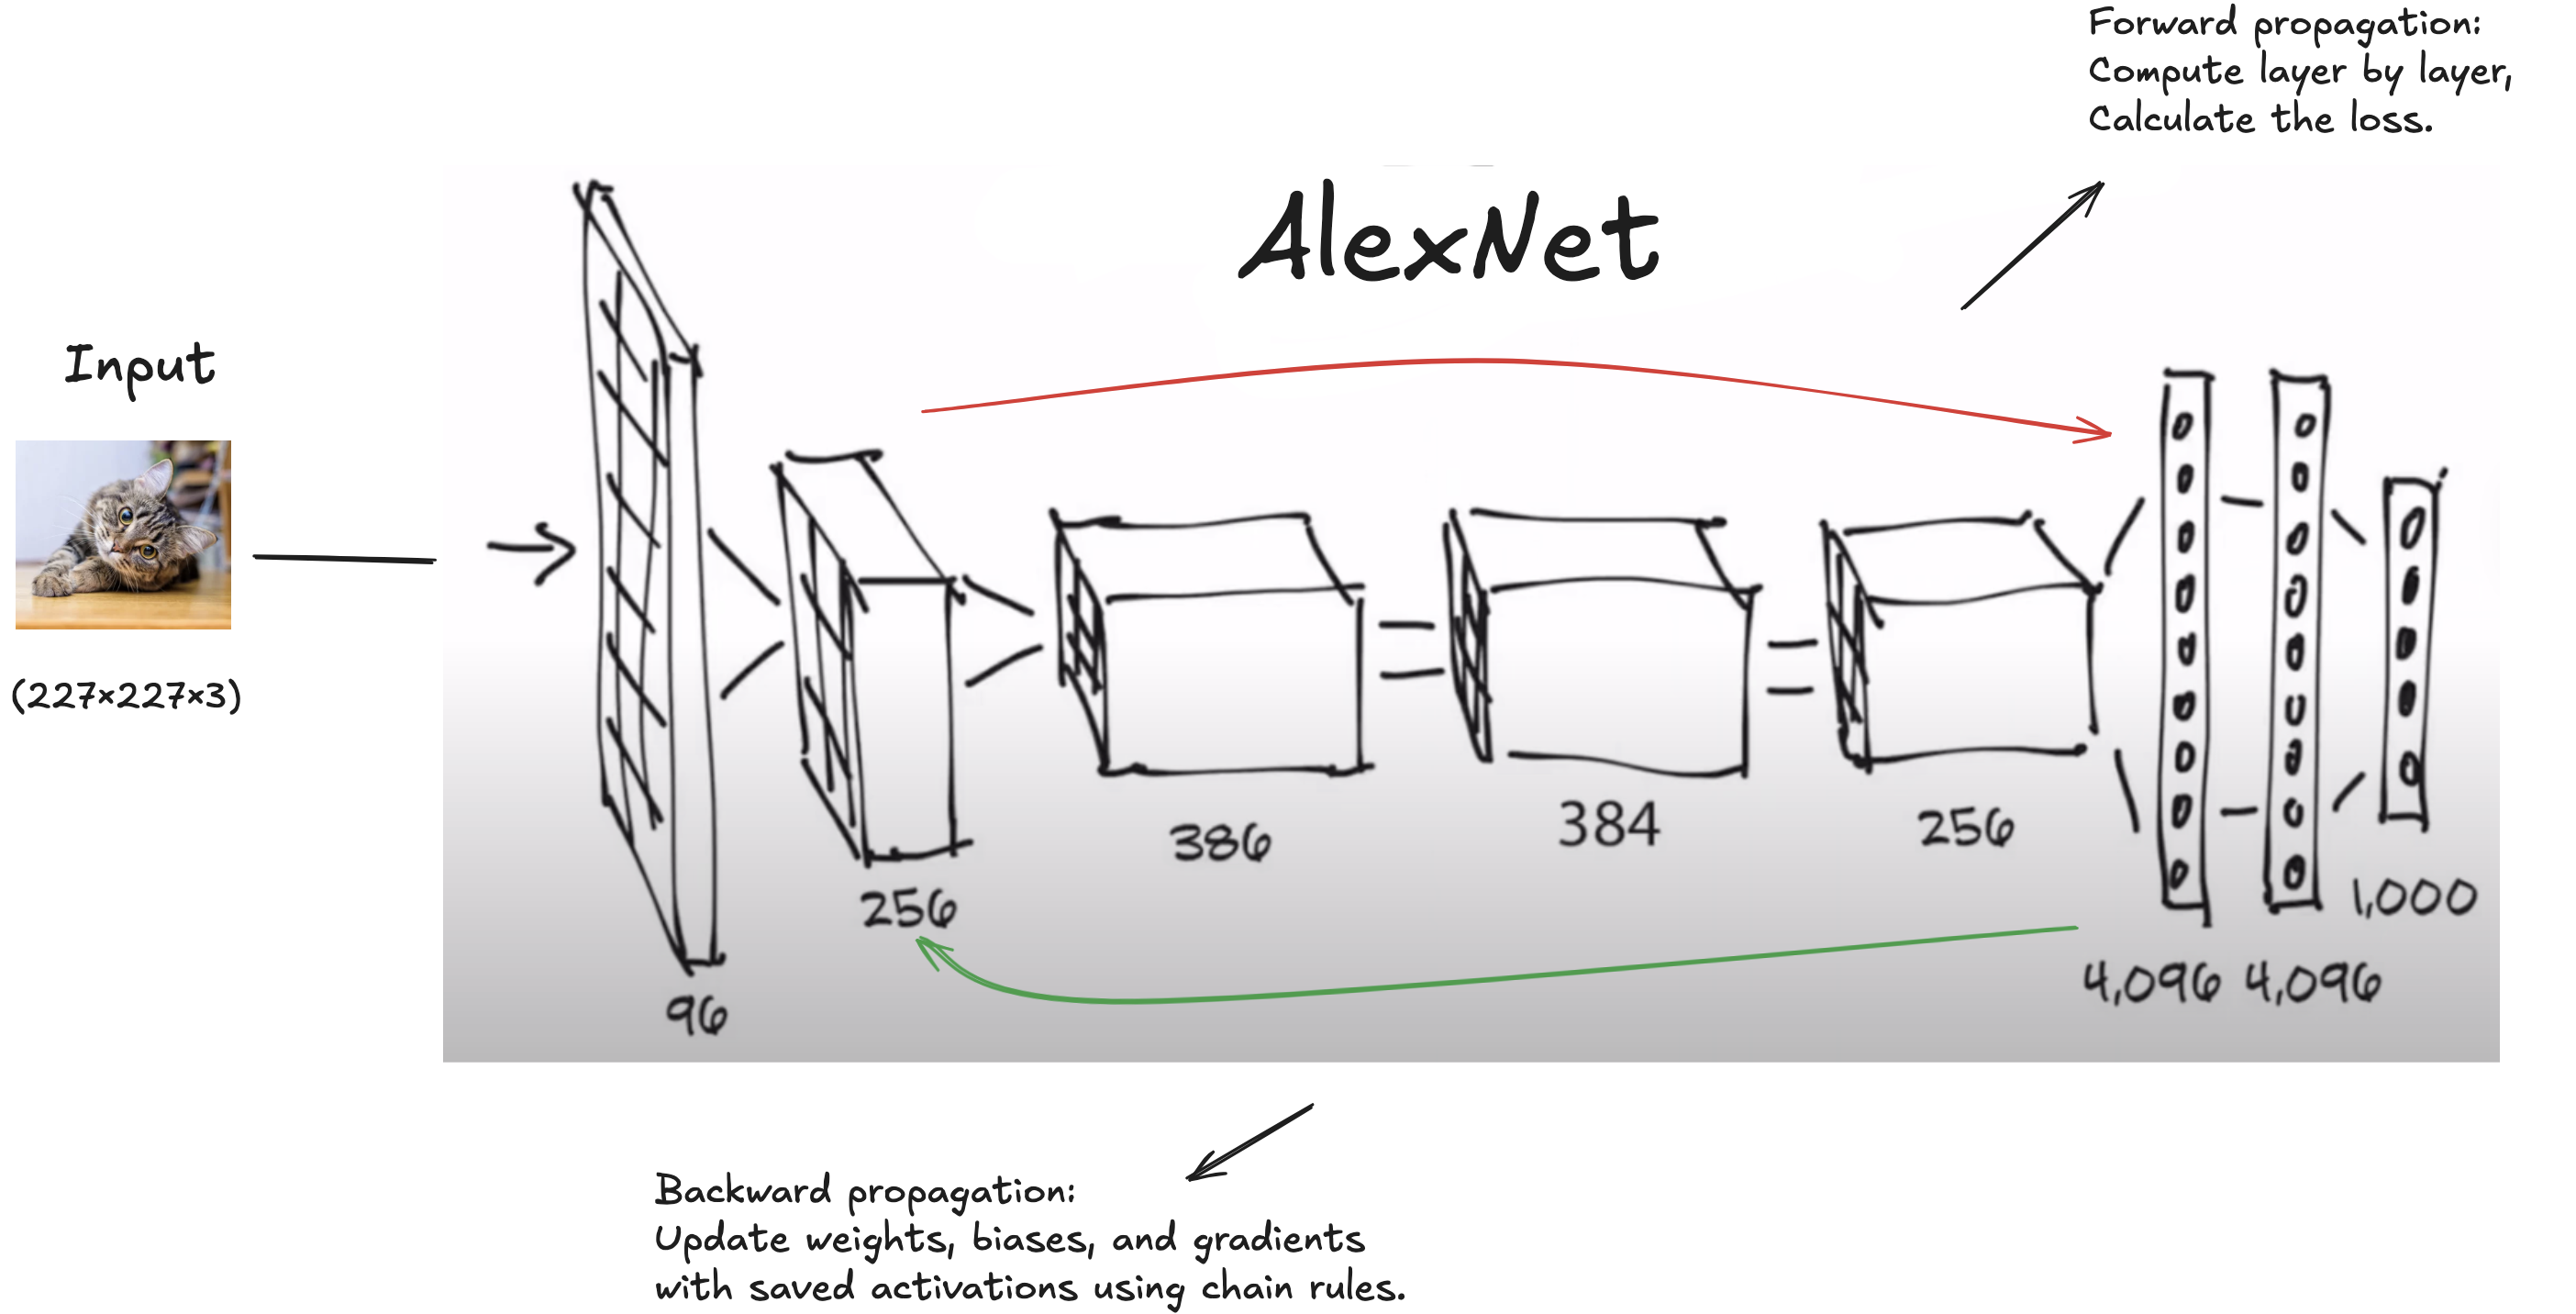 Forward propagation:
Compute layer by layer,
Calculate the loss.
AlexNet
Input
(227×227×3)
96
256
386
384
256
4,096
4,096
1,000
Backward propagation:
Update weights, biases, and gradients
with saved activations using chain rules.